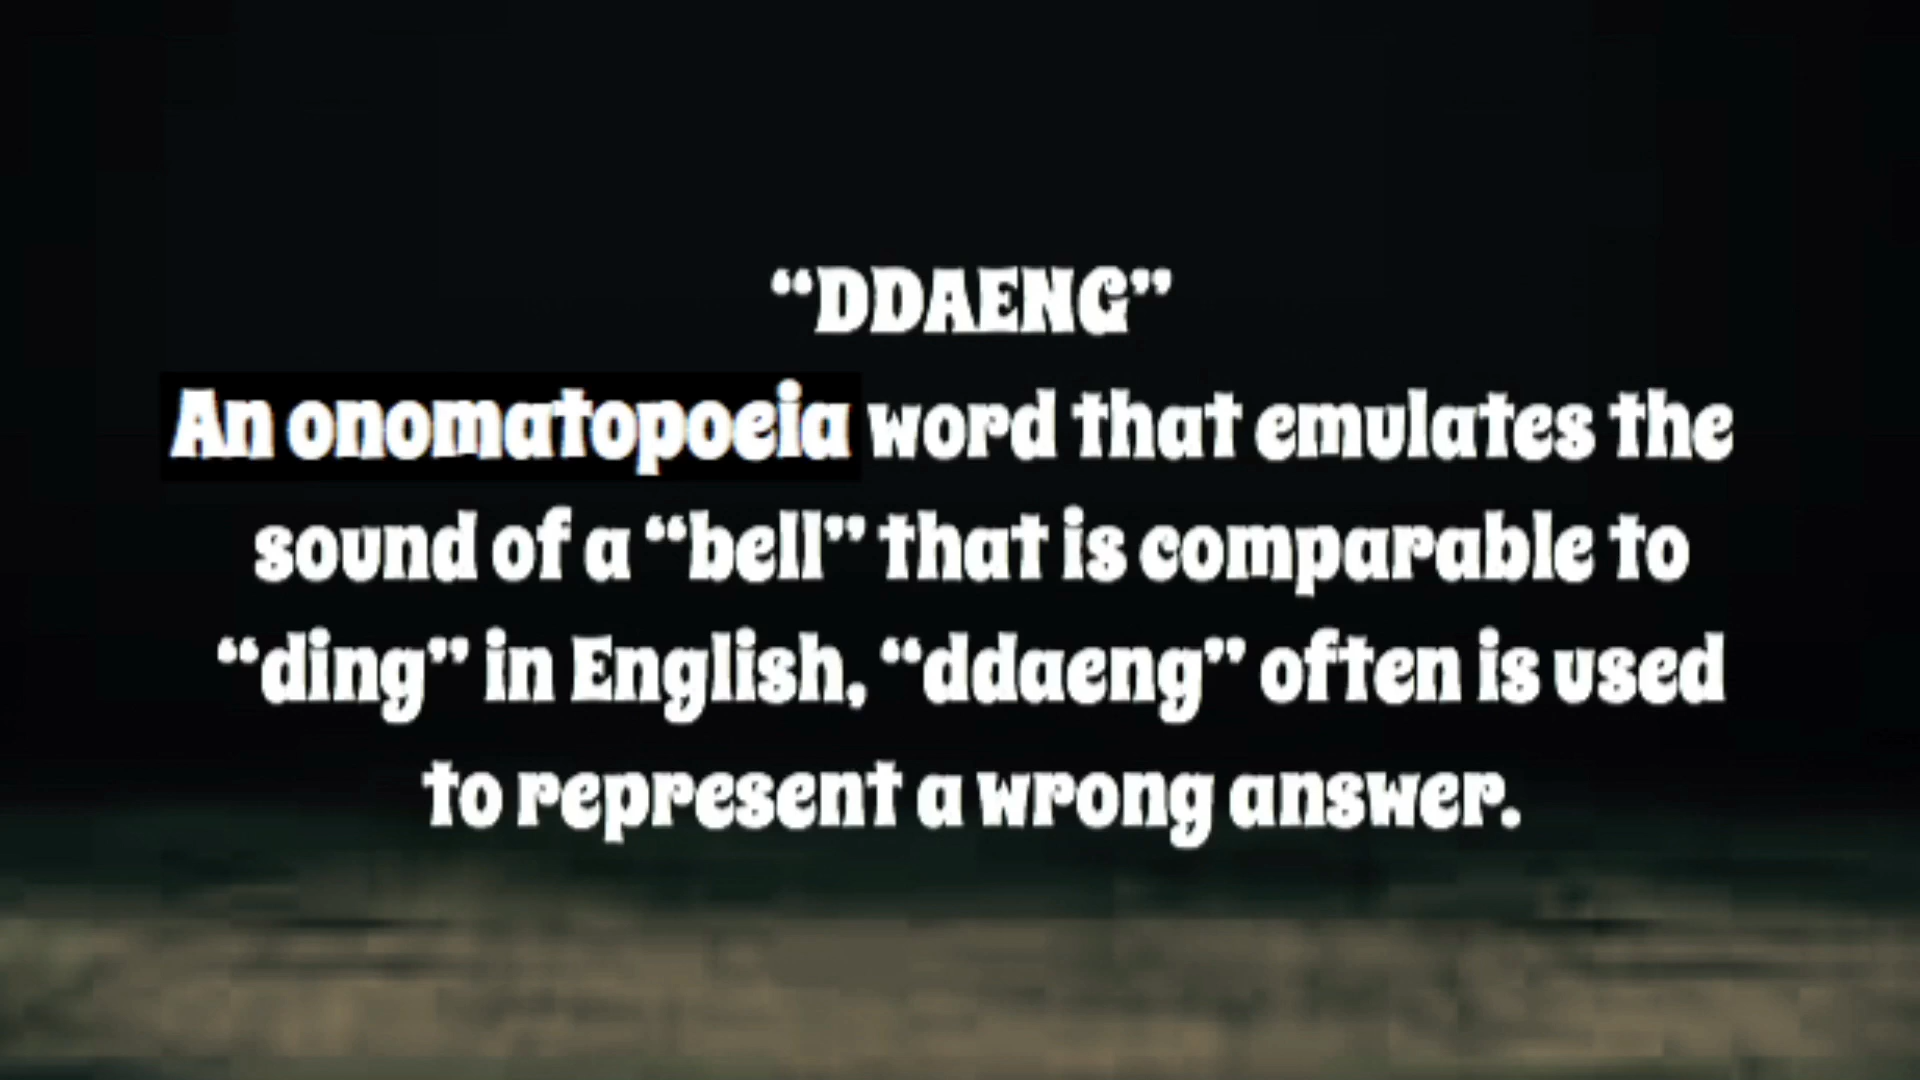 “DDAENG”
An onomatopoeia word that emulates the
sound of a “bell” that is comparable to
“ding” in English, “ddaeng” often is used
to represent a wrong answer.